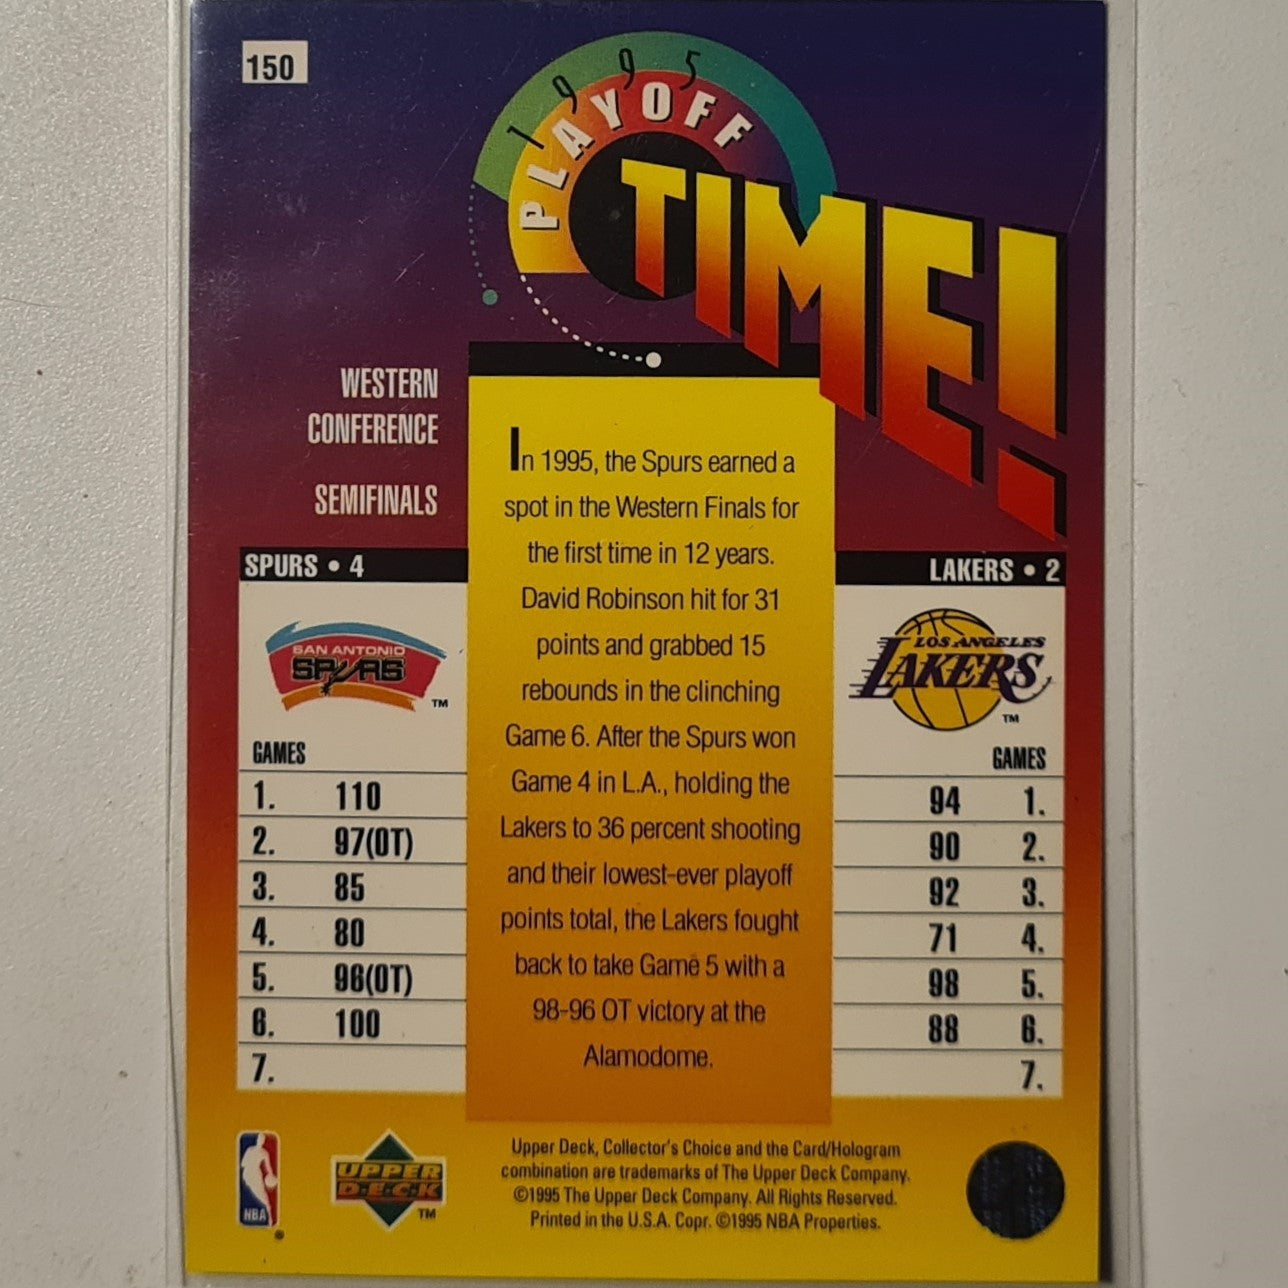 150
1995
PLAYOFF
TIME!
WESTERN
CONFERENCE
SEMIFINALS
In 1995, the Spurs earned a
spot in the Western Finals for
the first time in 12 years.
David Robinson hit for 31
points and grabbed 15
rebounds in the clinching
Game 6. After the Spurs won
Game 4 in L.A., holding the
Lakers to 36 percent shooting
and their lowest-ever playoff
points total, the Lakers fought
back to take Game 5 with a
98-96 OT victory at the
Alamodome.
SPURS • 4
SAN ANTONIO
SPURS
TM
GAMES
1. 110
2. 97(OT)
3. 85
4. 80
5. 96(OT)
6. 100
7.
LAKERS • 2
LOS ANGELES
LAKERS
TM
GAMES
94 1.
90 2.
92 3.
71 4.
98 5.
88 6.
7.
NBA
®
UPPER
DECK
TM
Upper Deck, Collector's Choice and the Card/Hologram
combination are trademarks of The Upper Deck Company.
©1995 The Upper Deck Company. All Rights Reserved.
Printed in the U.S.A. Copr. ©1995 NBA Properties.